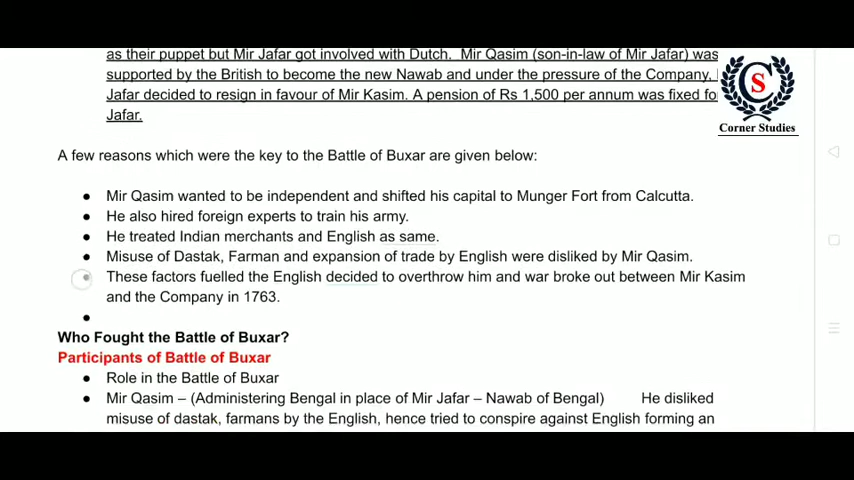 as their puppet but Mir Jafar got involved with Dutch. Mir Qasim (son-in-law of Mir Jafar) was
supported by the British to become the new Nawab and under the pressure of the Company,
Jafar decided to resign in favour of Mir Kasim. A pension of Rs 1,500 per annum was fixed fo
Jafar.
CS
Corner Studies
A few reasons which were the key to the Battle of Buxar are given below:
● Mir Qasim wanted to be independent and shifted his capital to Munger Fort from Calcutta.
● He also hired foreign experts to train his army.
● He treated Indian merchants and English as same.
● Misuse of Dastak, Farman and expansion of trade by English were disliked by Mir Qasim.
● These factors fuelled the English decided to overthrow him and war broke out between Mir Kasim
and the Company in 1763.
●
Who Fought the Battle of Buxar?
Participants of Battle of Buxar
● Role in the Battle of Buxar
● Mir Qasim – (Administering Bengal in place of Mir Jafar – Nawab of Bengal) He disliked
misuse of dastak, farmans by the English, hence tried to conspire against English forming an